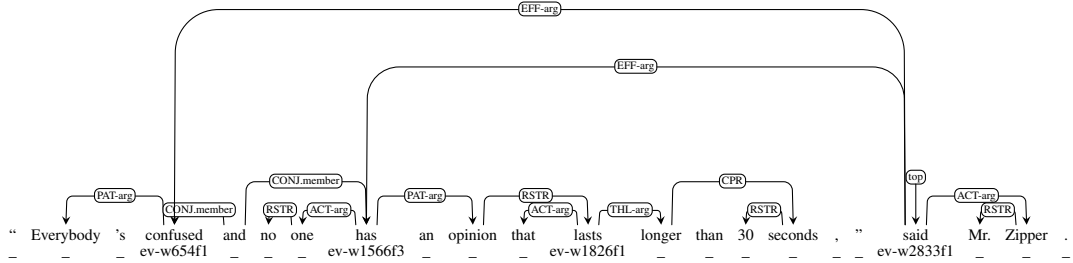 EFF-arg
EFF-arg
CONJ.member CPR top
PAT-arg PAT-arg RSTR ACT-arg
CONJ.member RSTR ACT-arg ACT-arg THL-arg RSTR RSTR
“ Everybody ’s confused and no one has an opinion that lasts longer than 30 seconds , ” said Mr. Zipper .
_ _ _ ev-w654f1 _ _ _ ev-w1566f3 _ _ _ ev-w1826f1 _ _ _ _ _ _ ev-w2833f1 _ _ _